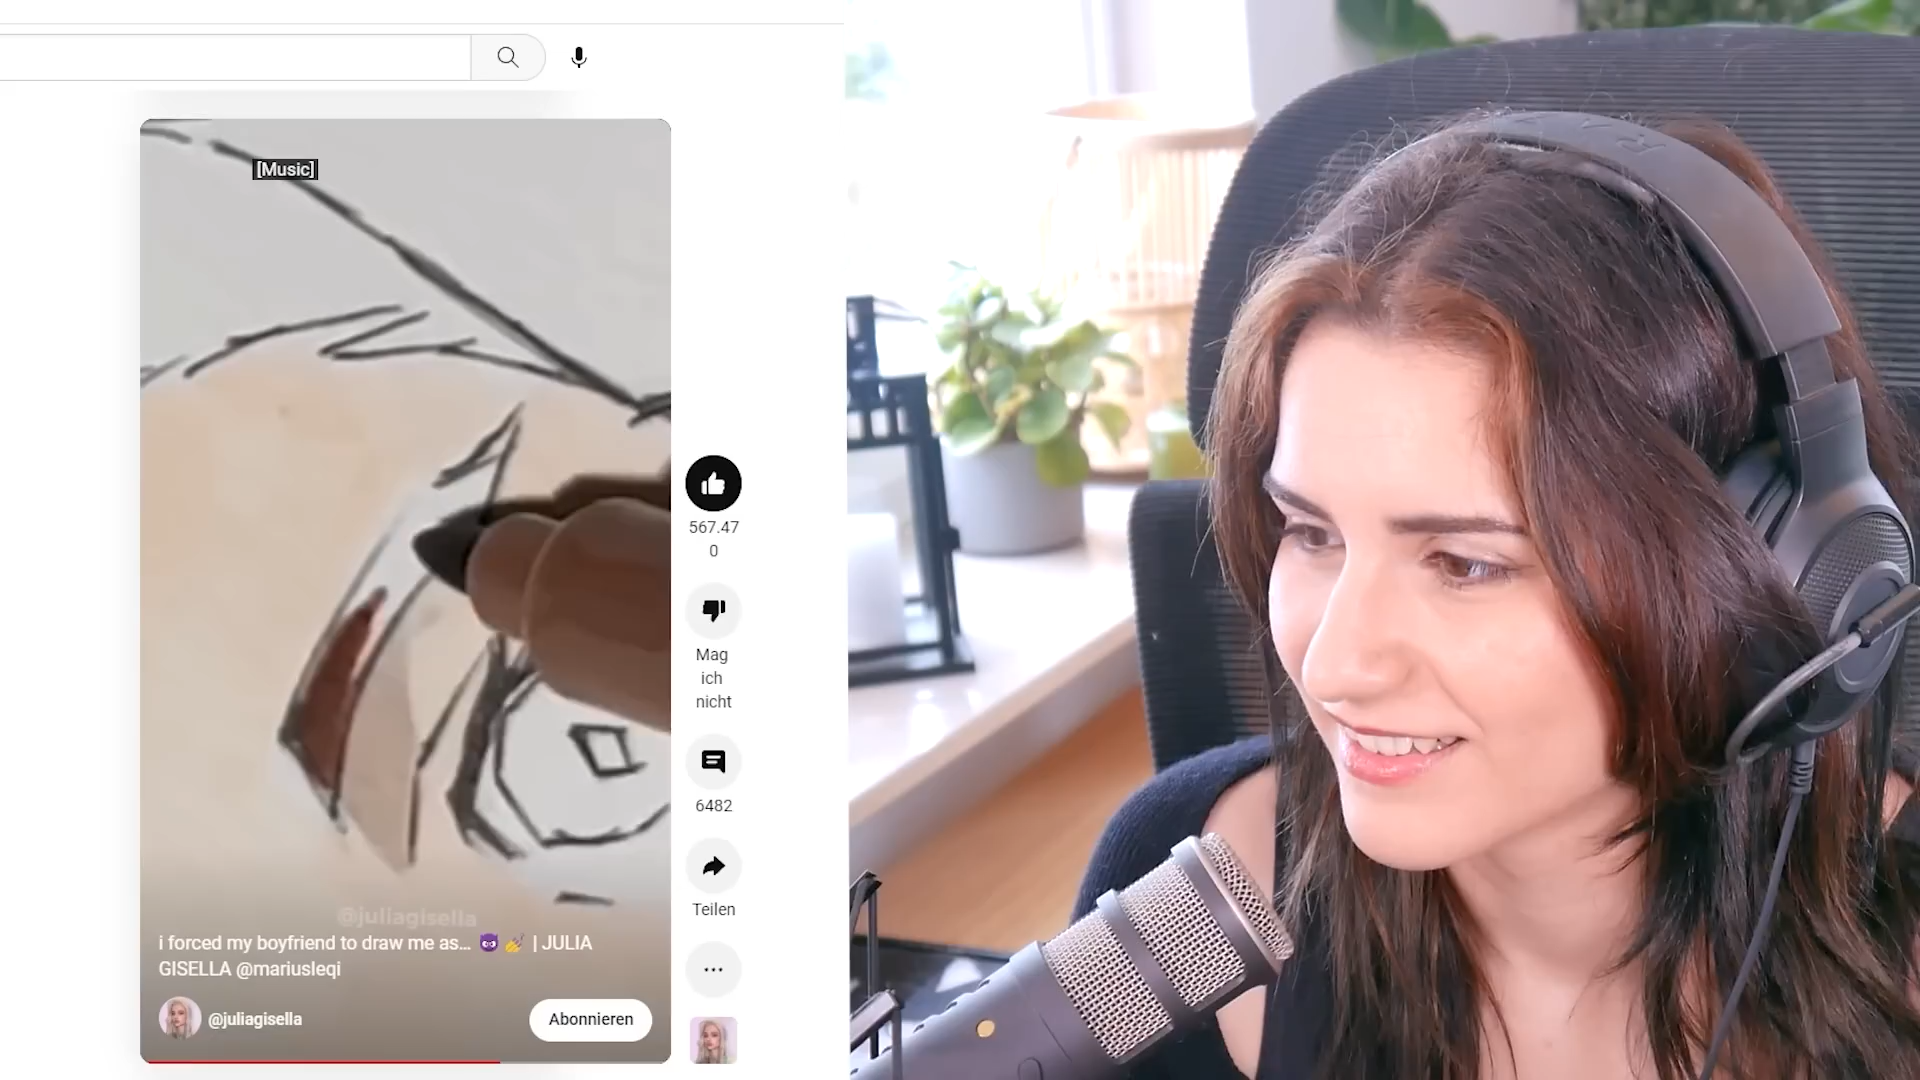 [Music]
567.47
0
Mag
ich
nicht
6482
Teilen
@juliagisella
i forced my boyfriend to draw me as... 😈 💅 | JULIA
GISELLA @mariusleqi
@juliagisella
Abonnieren